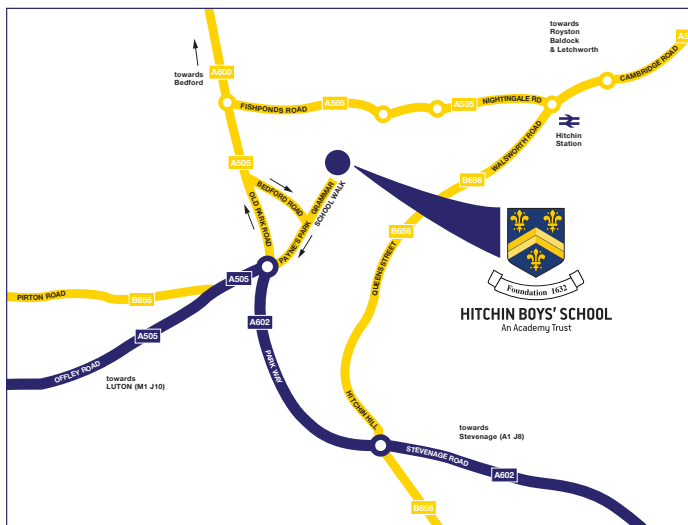 towards
Royston
Baldock
& Letchworth
A5
CAMBRIDGE ROAD
A600
towards
Bedford
FISHPONDS ROAD
A505
A505
NIGHTINGALE RD
Hitchin
Station
WALSWORTH ROAD
A505
BEDFORD ROAD
OLD PARK ROAD
PAYNE'S PARK
GRAMMAR
SCHOOL WALK
B656
B656
QUEENS STREET
Foundation 1632
HITCHIN BOYS' SCHOOL
An Academy Trust
A505
PIRTON ROAD
B655
A505
OFFLEY ROAD
towards
LUTON (M1 J10)
A602
PARK WAY
HITCHIN HILL
towards
Stevenage (A1 J8)
STEVENAGE ROAD
A602
B656